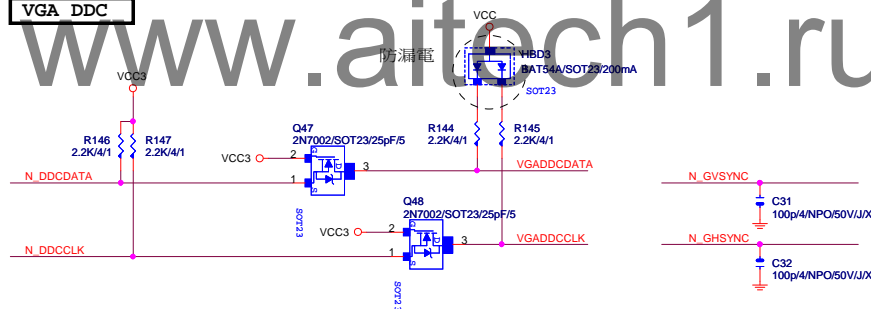 VGA DDC
www.aitech1.ru
VCC
防漏電
HBD3
BAT54A/SOT23/200mA
SOT23
VCC3
R146
2.2K/4/1
R147
2.2K/4/1
Q47
2N7002/SOT23/25pF/5
R144
2.2K/4/1
R145
2.2K/4/1
VCC3
2
G
D
S
3
1
VGADDCDATA
N_DDCDATA
SOT23
N_GVSYNC
C31
100p/4/NPO/50V/J/X
Q48
2N7002/SOT23/25pF/5
VCC3
2
G
D
S
3
1
VGADDCCLK
N_DDCCLK
SOT23
N_GHSYNC
C32
100p/4/NPO/50V/J/X